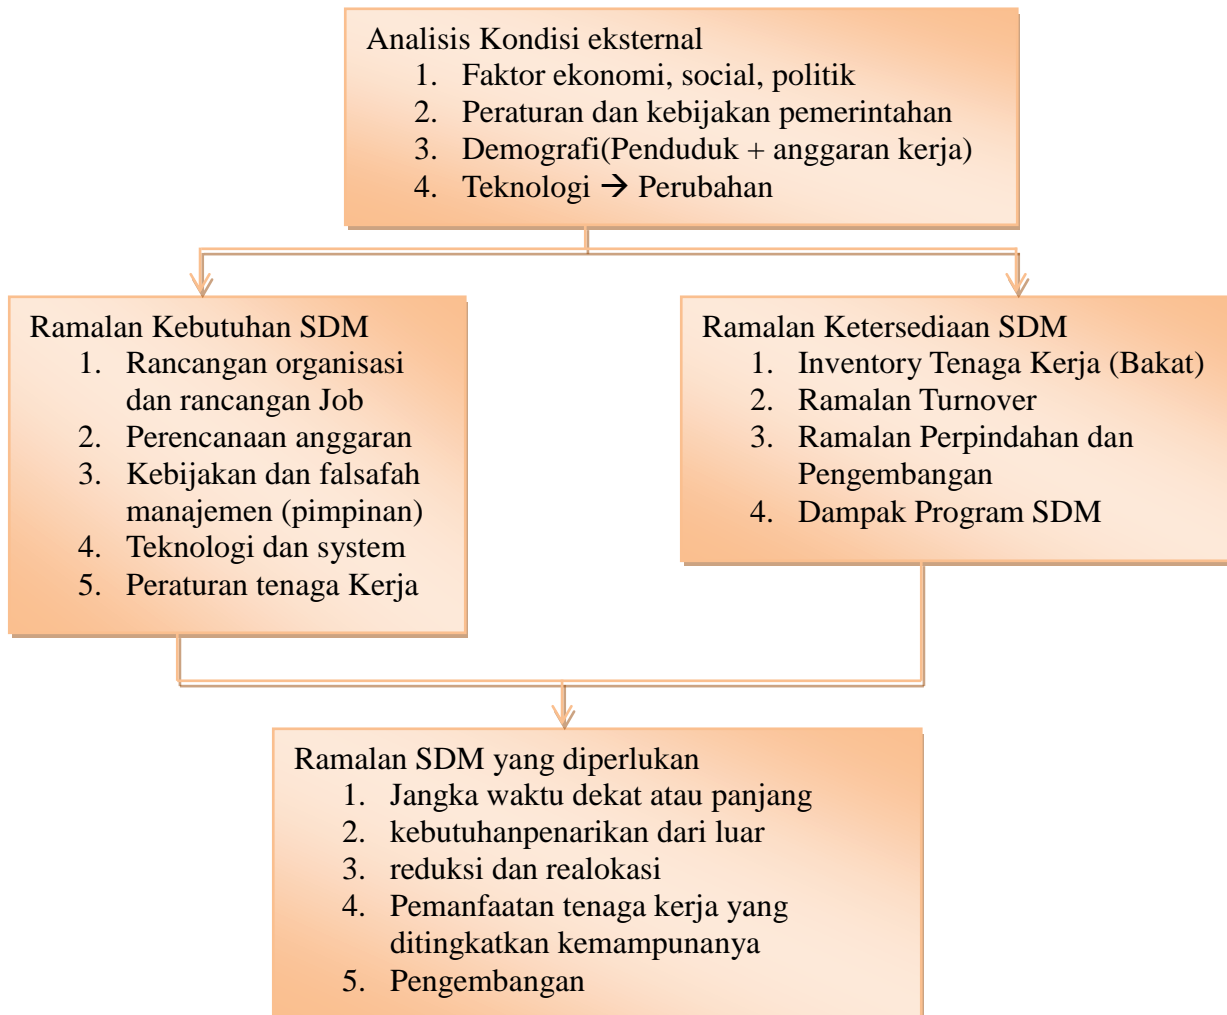 Analisis Kondisi eksternal
1. Faktor ekonomi, social, politik
2. Peraturan dan kebijakan pemerintahan
3. Demografi(Penduduk + anggaran kerja)
4. Teknologi → Perubahan
Ramalan Kebutuhan SDM
1. Rancangan organisasi
dan rancangan Job
2. Perencanaan anggaran
3. Kebijakan dan falsafah
manajemen (pimpinan)
4. Teknologi dan system
5. Peraturan tenaga Kerja
Ramalan Ketersediaan SDM
1. Inventory Tenaga Kerja (Bakat)
2. Ramalan Turnover
3. Ramalan Perpindahan dan
Pengembangan
4. Dampak Program SDM
Ramalan SDM yang diperlukan
1. Jangka waktu dekat atau panjang
2. kebutuhanpenarikan dari luar
3. reduksi dan realokasi
4. Pemanfaatan tenaga kerja yang
ditingkatkan kemampunanya
5. Pengembangan